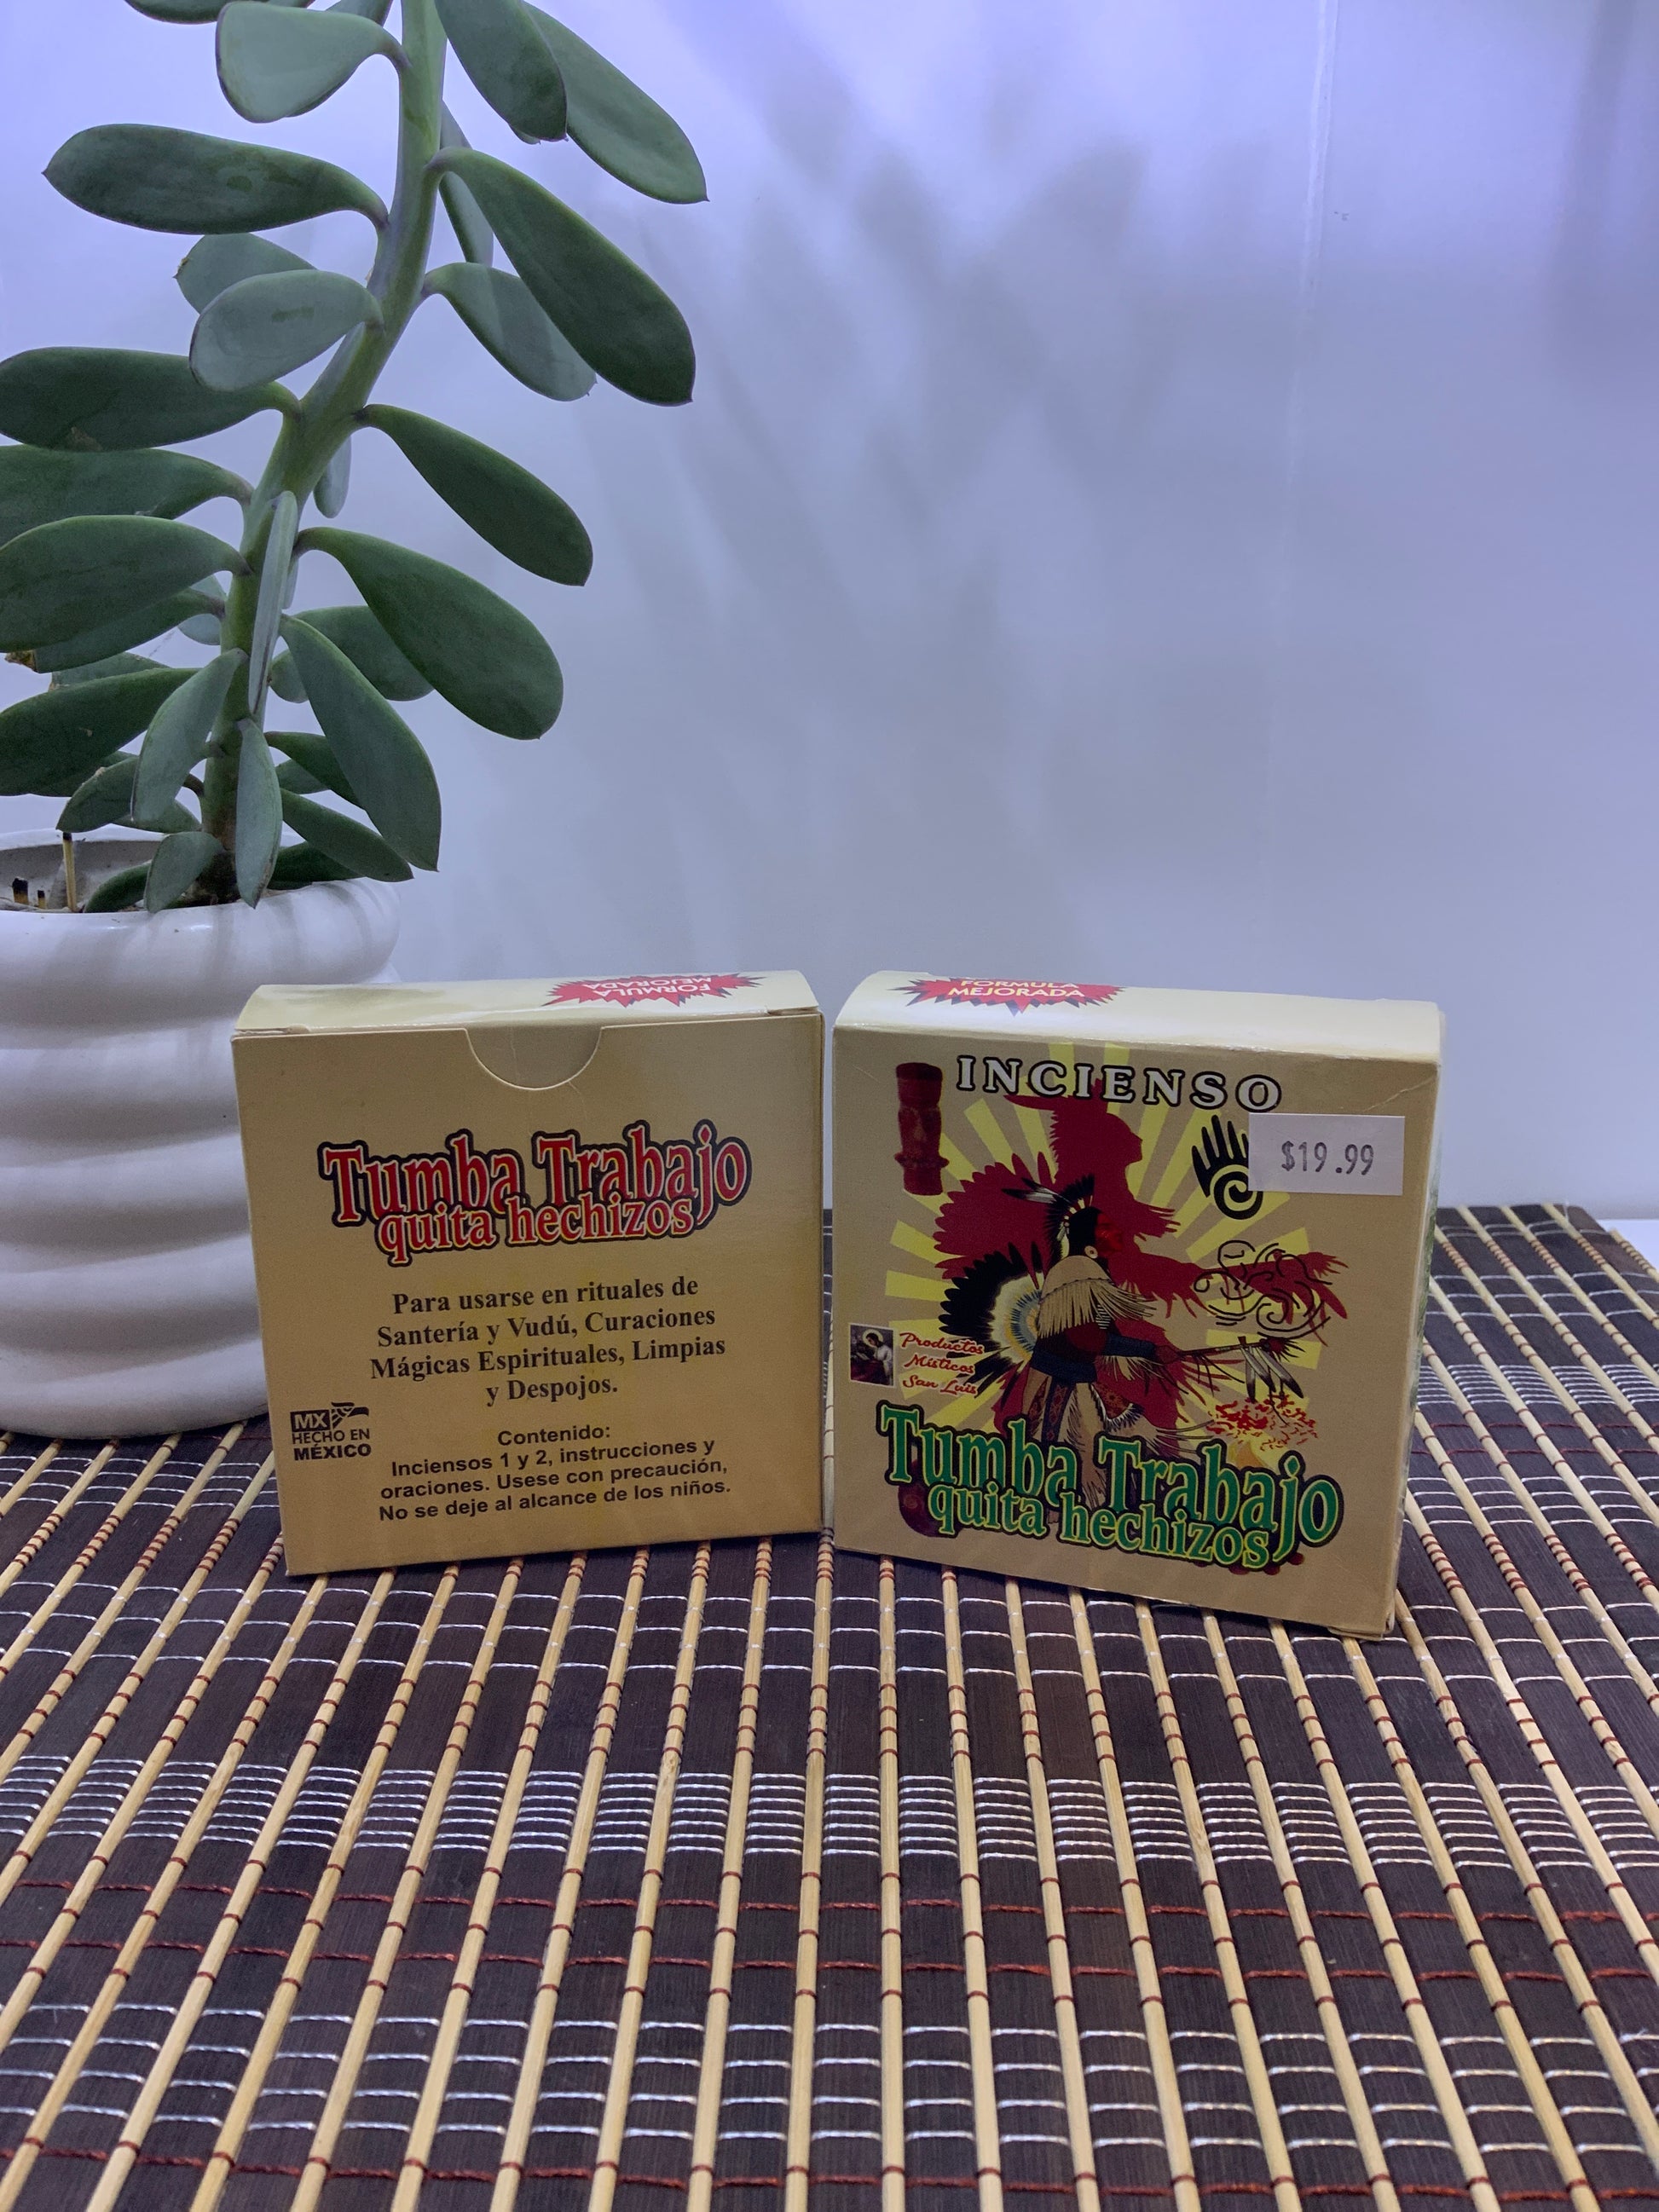 FORMULA
MEJORADA
Tumba Trabajo
quita hechizos
Para usarse en rituales de
Santería y Vudú, Curaciones
Mágicas Espirituales, Limpias
y Despojos.
MX
HECHO EN
MÉXICO
Contenido:
Inciensos 1 y 2, instrucciones y
oraciones. Usese con precaución,
No se deje al alcance de los niños.
FORMULA
MEJORADA
INCIENSO
$19.99
Productos
Místicos
San Luis
Tumba Trabajo
quita hechizos